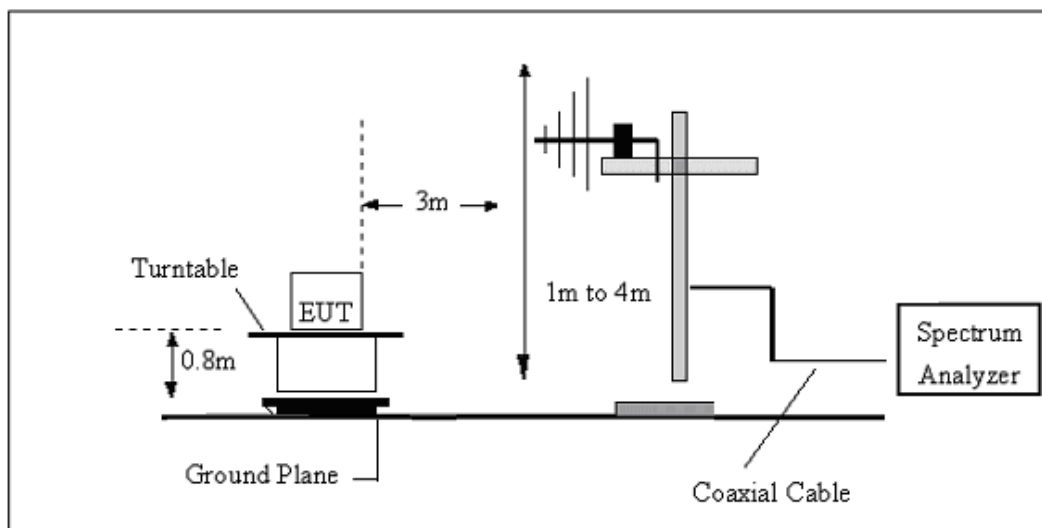 3m
Turntable
EUT
1m to 4m
0.8m
Spectrum
Analyzer
Ground Plane
Coaxial Cable